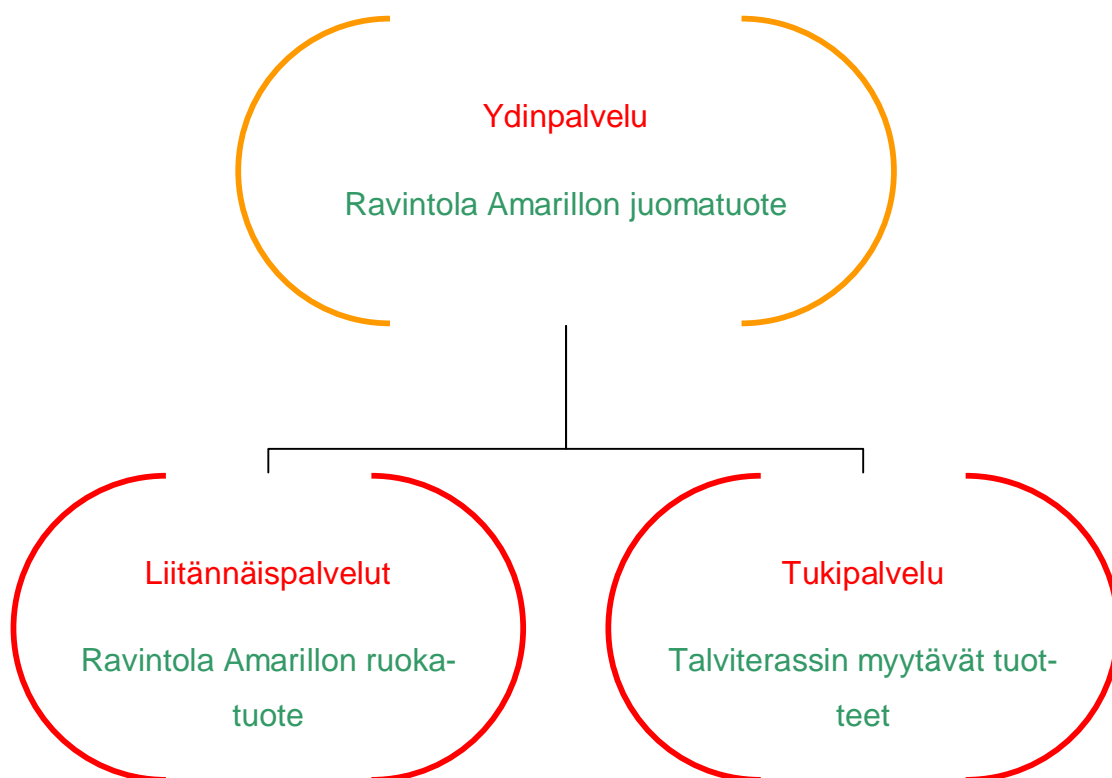 Ydinpalvelu
Ravintola Amarillon juomatuote
Liitännäispalvelut
Ravintola Amarillon ruoka-
tuote
Tukipalvelu
Talviterassin myytävät tuot-
teet